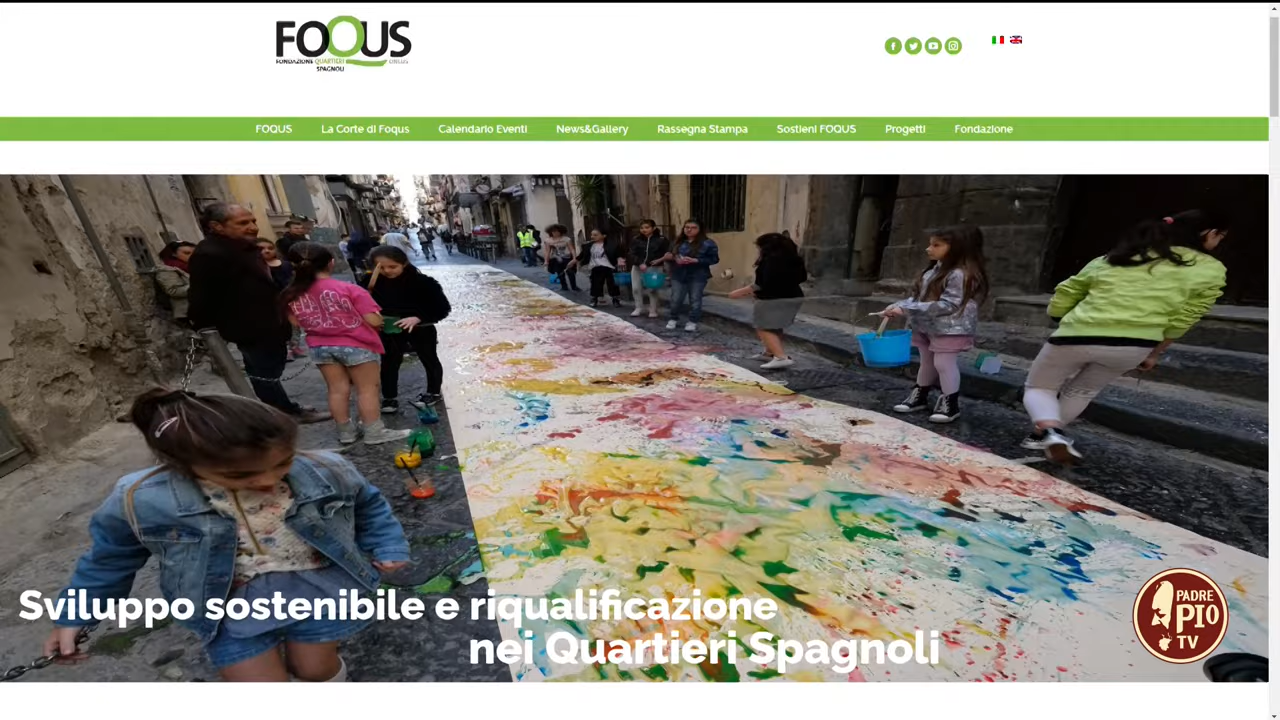 FOQUS
FONDAZIONE QUARTIERI ONLUS
SPAGNOLI
FOQUS
La Corte di Foqus
Calendario Eventi
News&Gallery
Rassegna Stampa
Sostieni FOQUS
Progetti
Fondazione
Sviluppo sostenibile e riqualificazione
nei Quartieri Spagnoli
PADRE
PIO
TV